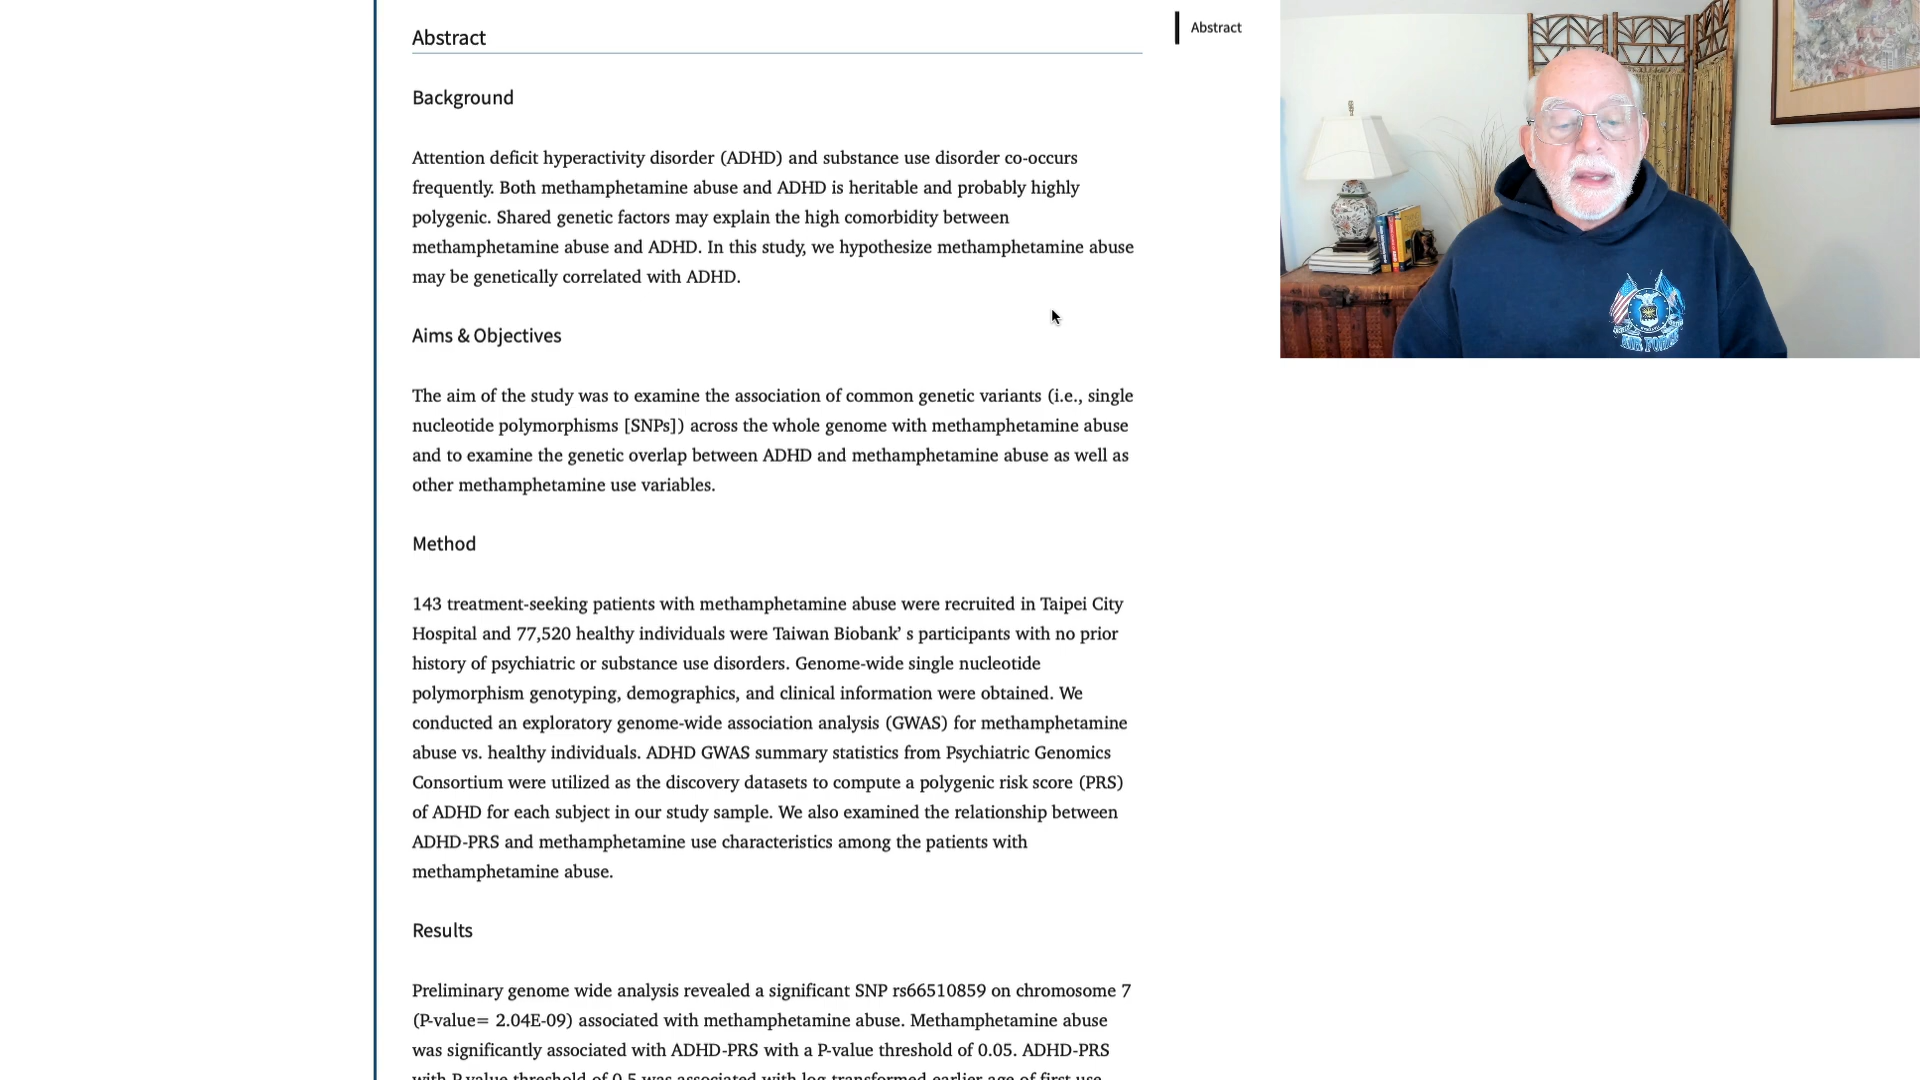 Abstract
Abstract
Background
Attention deficit hyperactivity disorder (ADHD) and substance use disorder co-occurs
frequently. Both methamphetamine abuse and ADHD is heritable and probably highly
polygenic. Shared genetic factors may explain the high comorbidity between
methamphetamine abuse and ADHD. In this study, we hypothesize methamphetamine abuse
may be genetically correlated with ADHD.
Aims & Objectives
The aim of the study was to examine the association of common genetic variants (i.e., single
nucleotide polymorphisms [SNPs]) across the whole genome with methamphetamine abuse
and to examine the genetic overlap between ADHD and methamphetamine abuse as well as
other methamphetamine use variables.
Method
143 treatment-seeking patients with methamphetamine abuse were recruited in Taipei City
Hospital and 77,520 healthy individuals were Taiwan Biobank’ s participants with no prior
history of psychiatric or substance use disorders. Genome-wide single nucleotide
polymorphism genotyping, demographics, and clinical information were obtained. We
conducted an exploratory genome-wide association analysis (GWAS) for methamphetamine
abuse vs. healthy individuals. ADHD GWAS summary statistics from Psychiatric Genomics
Consortium were utilized as the discovery datasets to compute a polygenic risk score (PRS)
of ADHD for each subject in our study sample. We also examined the relationship between
ADHD-PRS and methamphetamine use characteristics among the patients with
methamphetamine abuse.
Results
Preliminary genome wide analysis revealed a significant SNP rs66510859 on chromosome 7
(P-value= 2.04E-09) associated with methamphetamine abuse. Methamphetamine abuse
was significantly associated with ADHD-PRS with a P-value threshold of 0.05. ADHD-PRS
with P-value threshold of 0.5 was associated with log transformed earlier age of first use
AIR FORCE